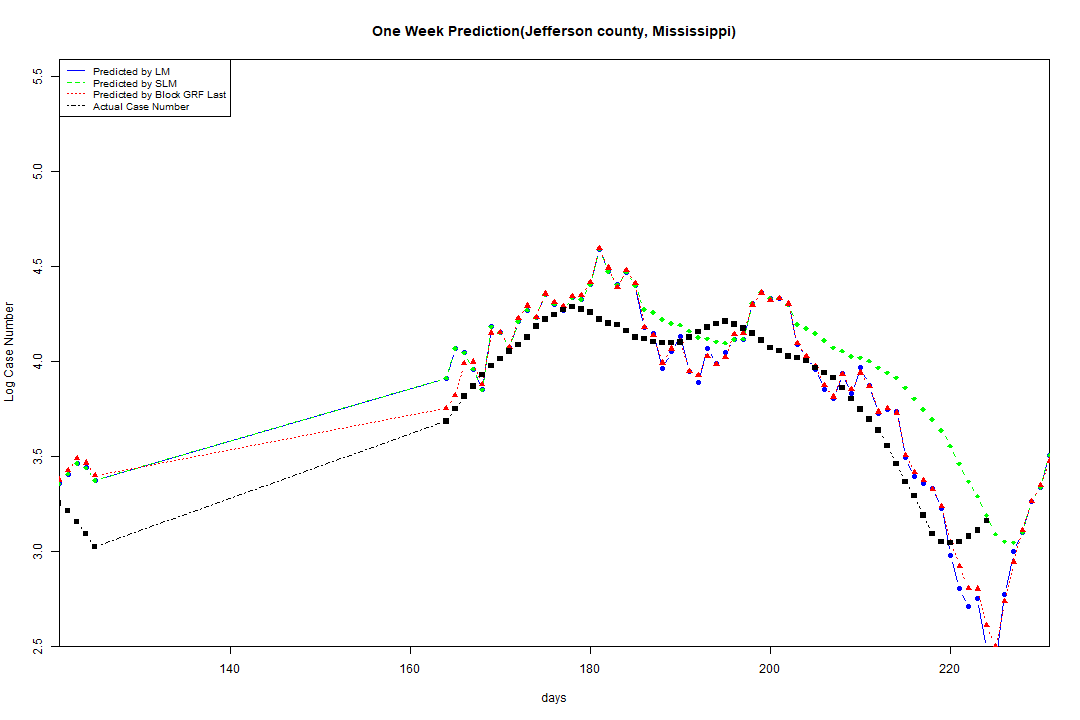 One Week Prediction(Jefferson county, Mississippi)
Predicted by LM
Predicted by SLM
Predicted by Block GRF Last
Actual Case Number
5.5
5.0
4.5
4.0
3.5
3.0
2.5
Log Case Number
140 160 180 200 220
days